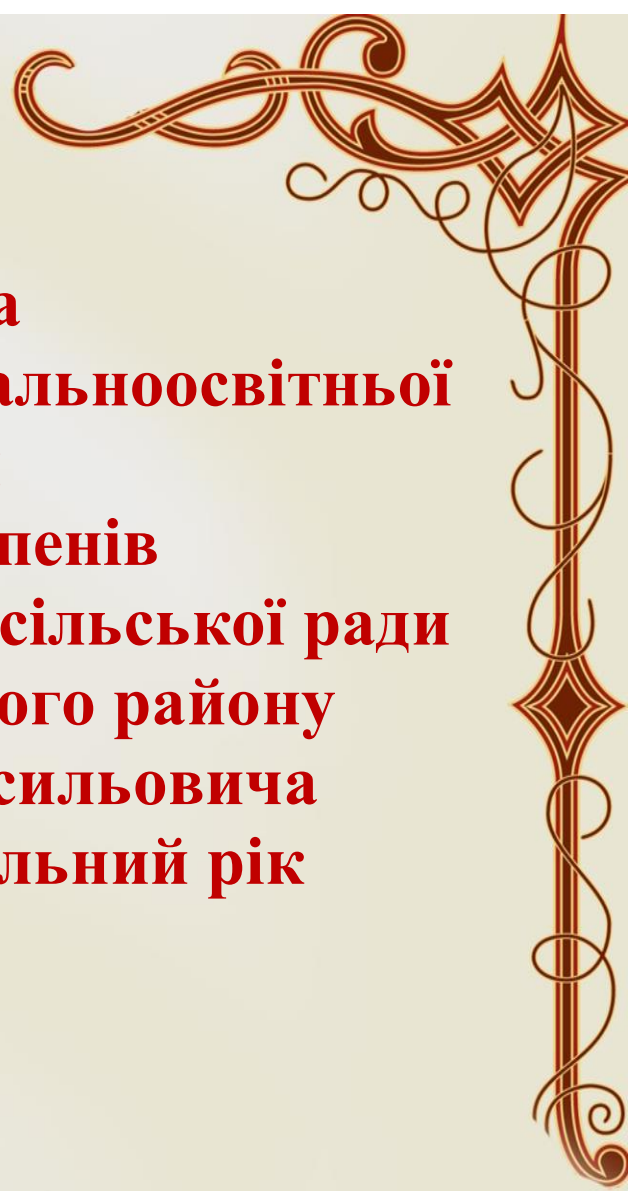 а
альноосвітньої
пенів
сільської ради
ого району
сильовича
льний рік